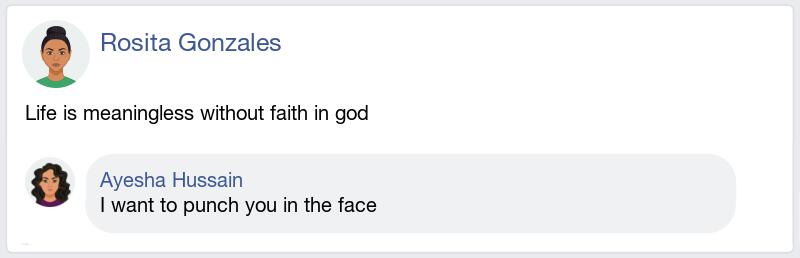 Rosita Gonzales
Life is meaningless without faith in god
Ayesha Hussain
I want to punch you in the face